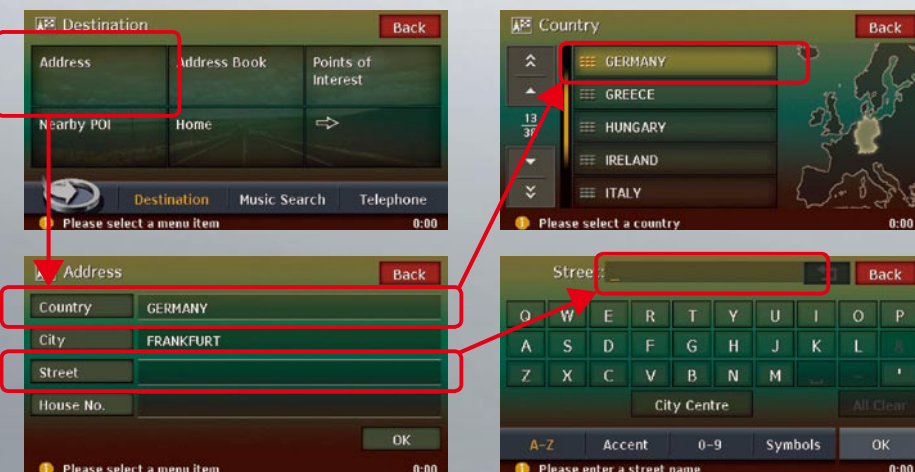 Destination Back
Address Address Book Points of
Interest
Nearby POI Home
Destination Music Search Telephone
Please select a menu item 0:00
Country Back
GERMANY
GREECE
13
38
HUNGARY
IRELAND
ITALY
Please select a country 0:00
Address Back
Country GERMANY
City FRANKFURT
Street
House No.
OK
Please select a menu item 0:00
Street: _ Back
Q W E R T Y U I O P
A S D F G H J K L &
Z X C V B N M - '
City Centre All Clear
A-Z Accent 0-9 Symbols OK
Please enter a street name 0:00